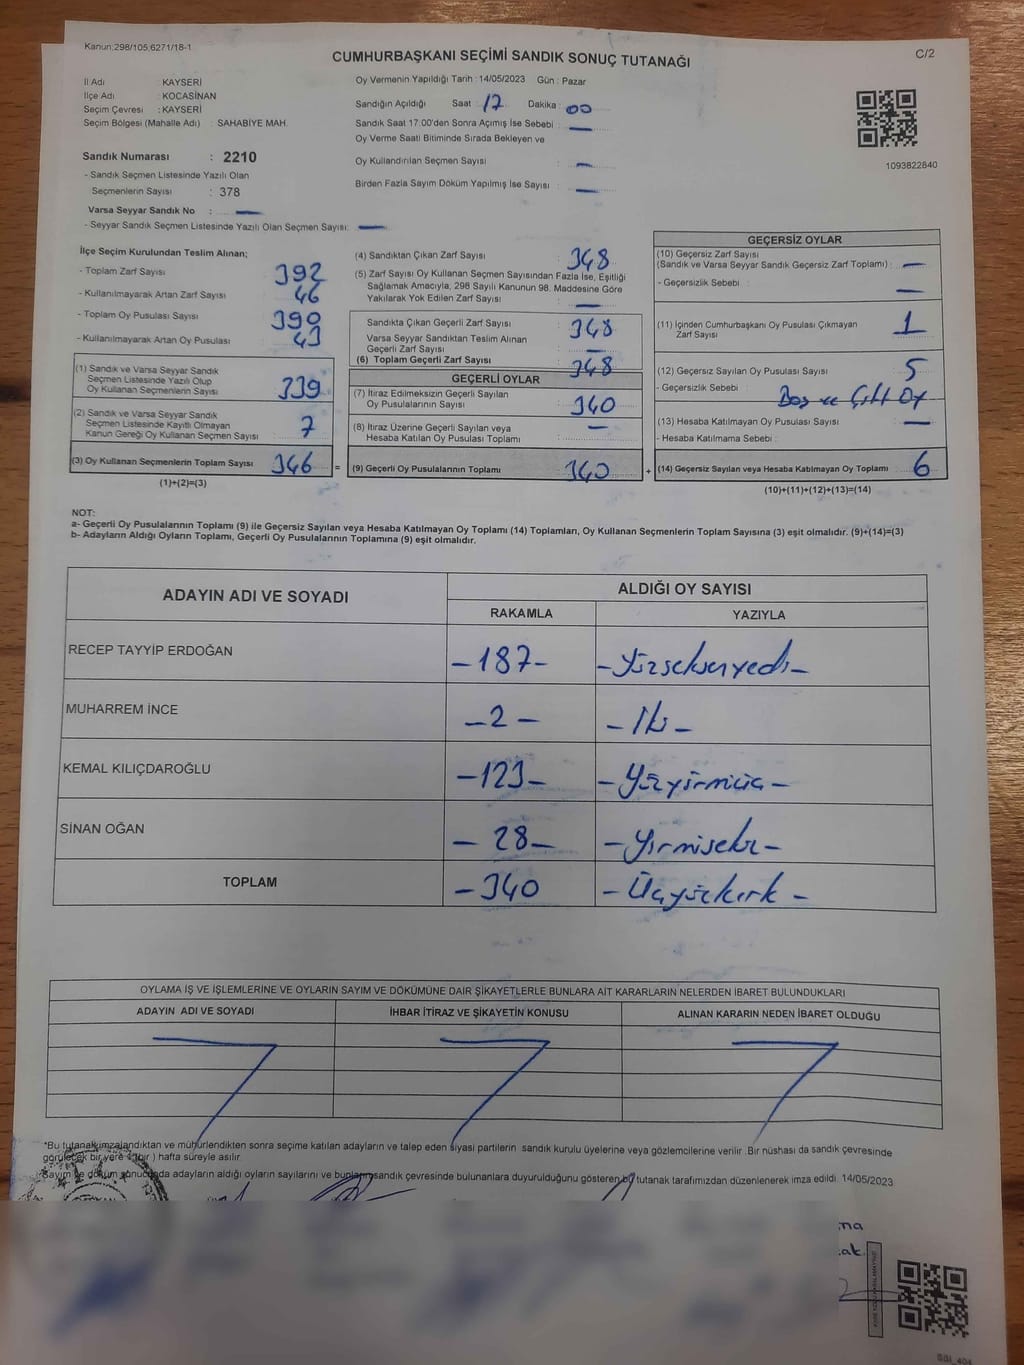 Kanun:298/105,6271/18-1
CUMHURBAŞKANI SEÇİMİ SANDIK SONUÇ TUTANAĞI
C/2
İl Adı : KAYSERİ
İlçe Adı : KOCASİNAN
Seçim Çevresi : KAYSERİ
Seçim Bölgesi (Mahalle Adı) : SAHABİYE MAH.
Sandık Numarası : 2210
- Sandık Seçmen Listesinde Yazılı Olan
Seçmenlerin Sayısı : 378
Varsa Seyyar Sandık No : —
- Seyyar Sandık Seçmen Listesinde Yazılı Olan Seçmen Sayısı: —
Oy Vermenin Yapıldığı Tarih : 14/05/2023 Gün : Pazar
Sandığın Açıldığı Saat : 17 Dakika : 00
Sandık Saat 17:00'den Sonra Açımış İse Sebebi : —
Oy Verme Saati Bitiminde Sırada Bekleyen ve
Oy Kullandırılan Seçmen Sayısı : —
Birden Fazla Sayım Döküm Yapılmış İse Sayısı : —
1093822840
İlçe Seçim Kurulundan Teslim Alınan;
- Toplam Zarf Sayısı : 392
- Kullanılmayarak Artan Zarf Sayısı : 46
- Toplam Oy Pusulası Sayısı : 390
- Kullanılmayarak Artan Oy Pusulası : 43
(1) Sandık ve Varsa Seyyar Sandık
Seçmen Listesinde Yazılı Olup
Oy Kullanan Seçmenlerin Sayısı : 339
(2) Sandık ve Varsa Seyyar Sandık
Seçmen Listesinde Kayıtlı Olmayan
Kanun Gereği Oy Kullanan Seçmen Sayısı : 7
(3) Oy Kullanan Seçmenlerin Toplam Sayısı : 346
(1)+(2)=(3)
(4) Sandıktan Çıkan Zarf Sayısı : 348
(5) Zarf Sayısı Oy Kullanan Seçmen Sayısından Fazla İse, Eşitliği
Sağlamak Amacıyla, 298 Sayılı Kanunun 98. Maddesine Göre
Yakılarak Yok Edilen Zarf Sayısı : —
Sandıkta Çıkan Geçerli Zarf Sayısı : 348
Varsa Seyyar Sandıktan Teslim Alınan
Geçerli Zarf Sayısı : —
(6) Toplam Geçerli Zarf Sayısı : 348
GEÇERLİ OYLAR
(7) İtiraz Edilmeksizin Geçerli Sayılan
Oy Pusulalarının Sayısı : 340
(8) İtiraz Üzerine Geçerli Sayılan veya
Hesaba Katılan Oy Pusulası Toplamı : —
= (9) Geçerli Oy Pusulalarının Toplamı : 340
GEÇERSİZ OYLAR
(10) Geçersiz Zarf Sayısı
(Sandık ve Varsa Seyyar Sandık Geçersiz Zarf Toplamı) : —
- Geçersizlik Sebebi : —
(11) İçinden Cumhurbaşkanı Oy Pusulası Çıkmayan
Zarf Sayısı : 1
(12) Geçersiz Sayılan Oy Pusulası Sayısı : 5
- Geçersizlik Sebebi : Boş ve Çift Oy
(13) Hesaba Katılmayan Oy Pusulası Sayısı : —
- Hesaba Katılmama Sebebi :
+ (14) Geçersiz Sayılan veya Hesaba Katılmayan Oy Toplamı : 6
(10)+(11)+(12)+(13)=(14)
NOT:
a- Geçerli Oy Pusulalarının Toplamı (9) ile Geçersiz Sayılan veya Hesaba Katılmayan Oy Toplamı (14) Toplamları, Oy Kullanan Seçmenlerin Toplam Sayısına (3) eşit olmalıdır. (9)+(14)=(3)
b- Adayların Aldığı Oyların Toplamı, Geçerli Oy Pusulalarının Toplamına (9) eşit olmalıdır.
ADAYIN ADI VE SOYADI
ALDIĞI OY SAYISI
RAKAMLA YAZIYLA
RECEP TAYYİP ERDOĞAN -187- -Yüzseksenyedi-
MUHARREM İNCE -2- -İki-
KEMAL KILIÇDAROĞLU -123- -Yüzyirmiüç-
SİNAN OĞAN -28- -Yirmisekiz-
TOPLAM -340 -Üçyüzkırk-
OYLAMA İŞ VE İŞLEMLERİNE VE OYLARIN SAYIM VE DÖKÜMÜNE DAİR ŞİKAYETLERLE BUNLARA AİT KARARLARIN NELERDEN İBARET BULUNDUKLARI
ADAYIN ADI VE SOYADI İHBAR İTİRAZ VE ŞİKAYETİN KONUSU ALINAN KARARIN NEDEN İBARET OLDUĞU
*Bu tutanak imzalandıktan ve mühürlendikten sonra seçime katılan adayların ve talep eden siyasi partilerin sandık kurulu üyelerine veya gözlemcilerine verilir .Bir nüshası da sandık çevresinde
görülecek bir yere 1 (bir ) hafta süreyle asılır.
*Sayım ve döküm sonucunda adayların aldığı oyların sayılarını ve bunların sandık çevresinde bulunanlara duyurulduğunu gösteren bu tutanak tarafımızdan düzenlenerek imza edildi. 14/05/2023